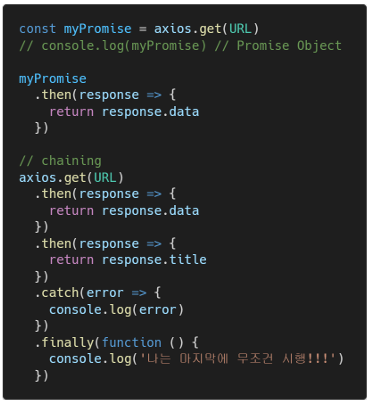 const myPromise = axios.get(URL)
// console.log(myPromise) // Promise Object

myPromise
  .then(response => {
    return response.data
  })

// chaining
axios.get(URL)
  .then(response => {
    return response.data
  })
  .then(response => {
    return response.title
  })
  .catch(error => {
    console.log(error)
  })
  .finally(function () {
    console.log('나는 마지막에 무조건 시행!!!')
  })